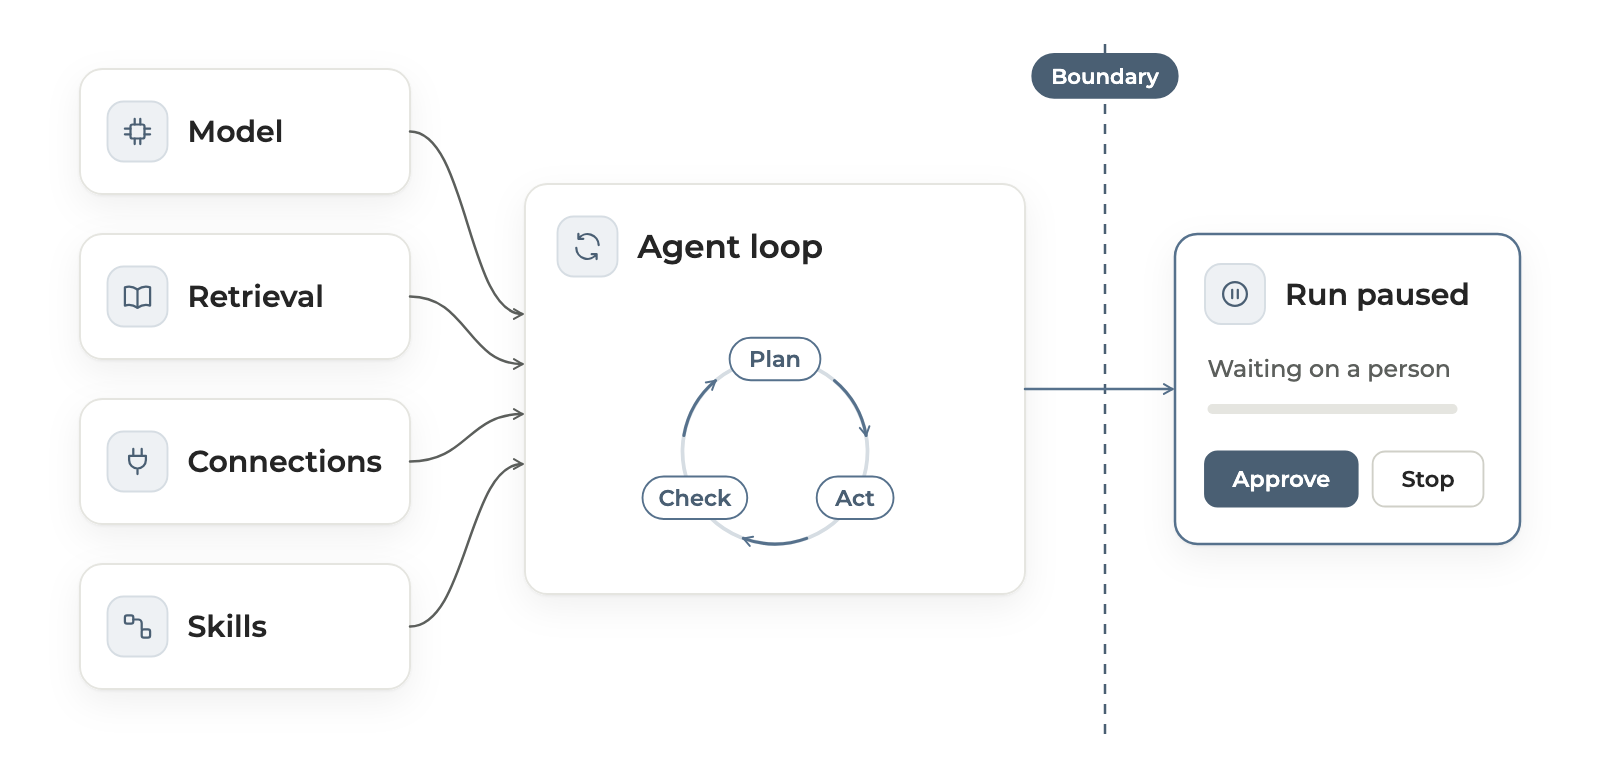 Model
Retrieval
Connections
Skills
Agent loop
Plan
Act
Check
Boundary
Run paused
Waiting on a person
Approve
Stop